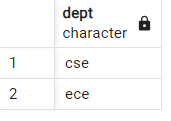 dept
character
1 cse
2 ece